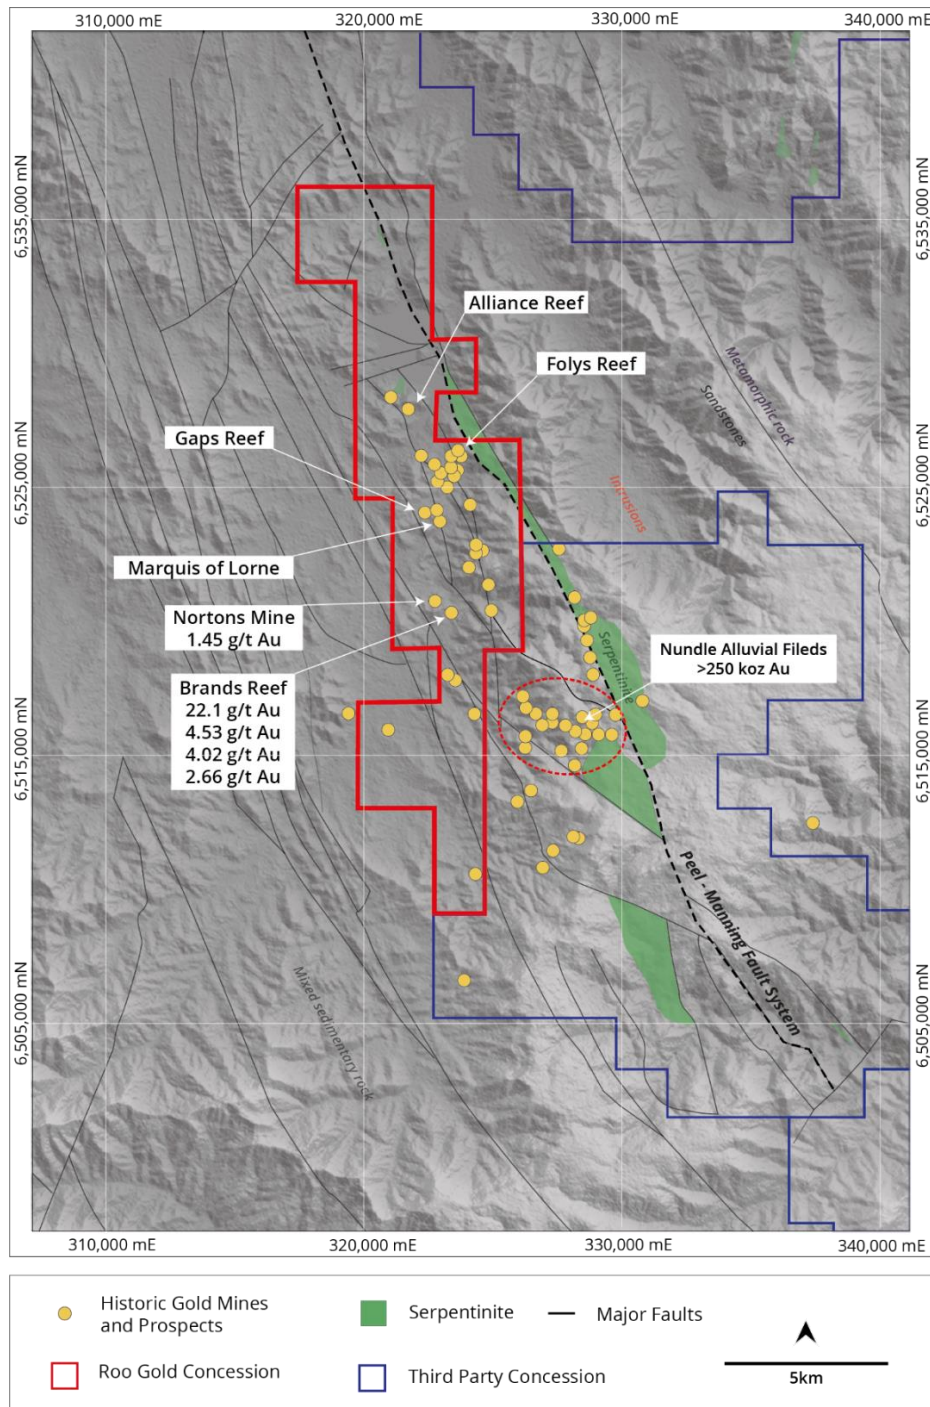 310,000 mE
320,000 mE
330,000 mE
340,000 mE
6,535,000 mN
6,535,000 mN
Alliance Reef
Folys Reef
Metamorphic rock
Sandstones
Gaps Reef
6,525,000 mN
6,525,000 mN
Intrusions
Marquis of Lorne
Nortons Mine
1.45 g/t Au
Serpentinite
Nundle Alluvial Fileds
>250 koz Au
Brands Reef
22.1 g/t Au
4.53 g/t Au
4.02 g/t Au
2.66 g/t Au
6,515,000 mN
6,515,000 mN
Peel - Manning Fault System
Mixed sedimentary rock
6,505,000 mN
6,505,000 mN
310,000 mE
320,000 mE
330,000 mE
340,000 mE
Historic Gold Mines
and Prospects
Serpentinite
Major Faults
Roo Gold Concession
Third Party Concession
5km